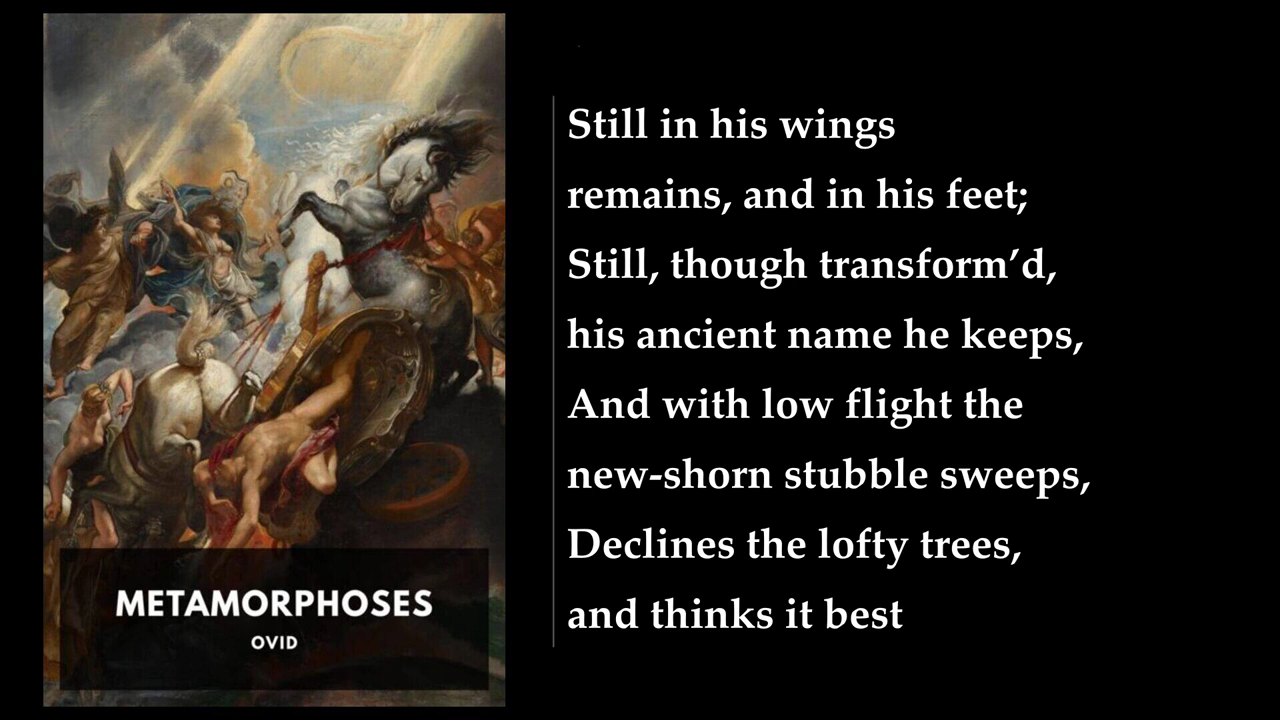 METAMORPHOSES
OVID
Still in his wings
remains, and in his feet;
Still, though transform’d,
his ancient name he keeps,
And with low flight the
new-shorn stubble sweeps,
Declines the lofty trees,
and thinks it best